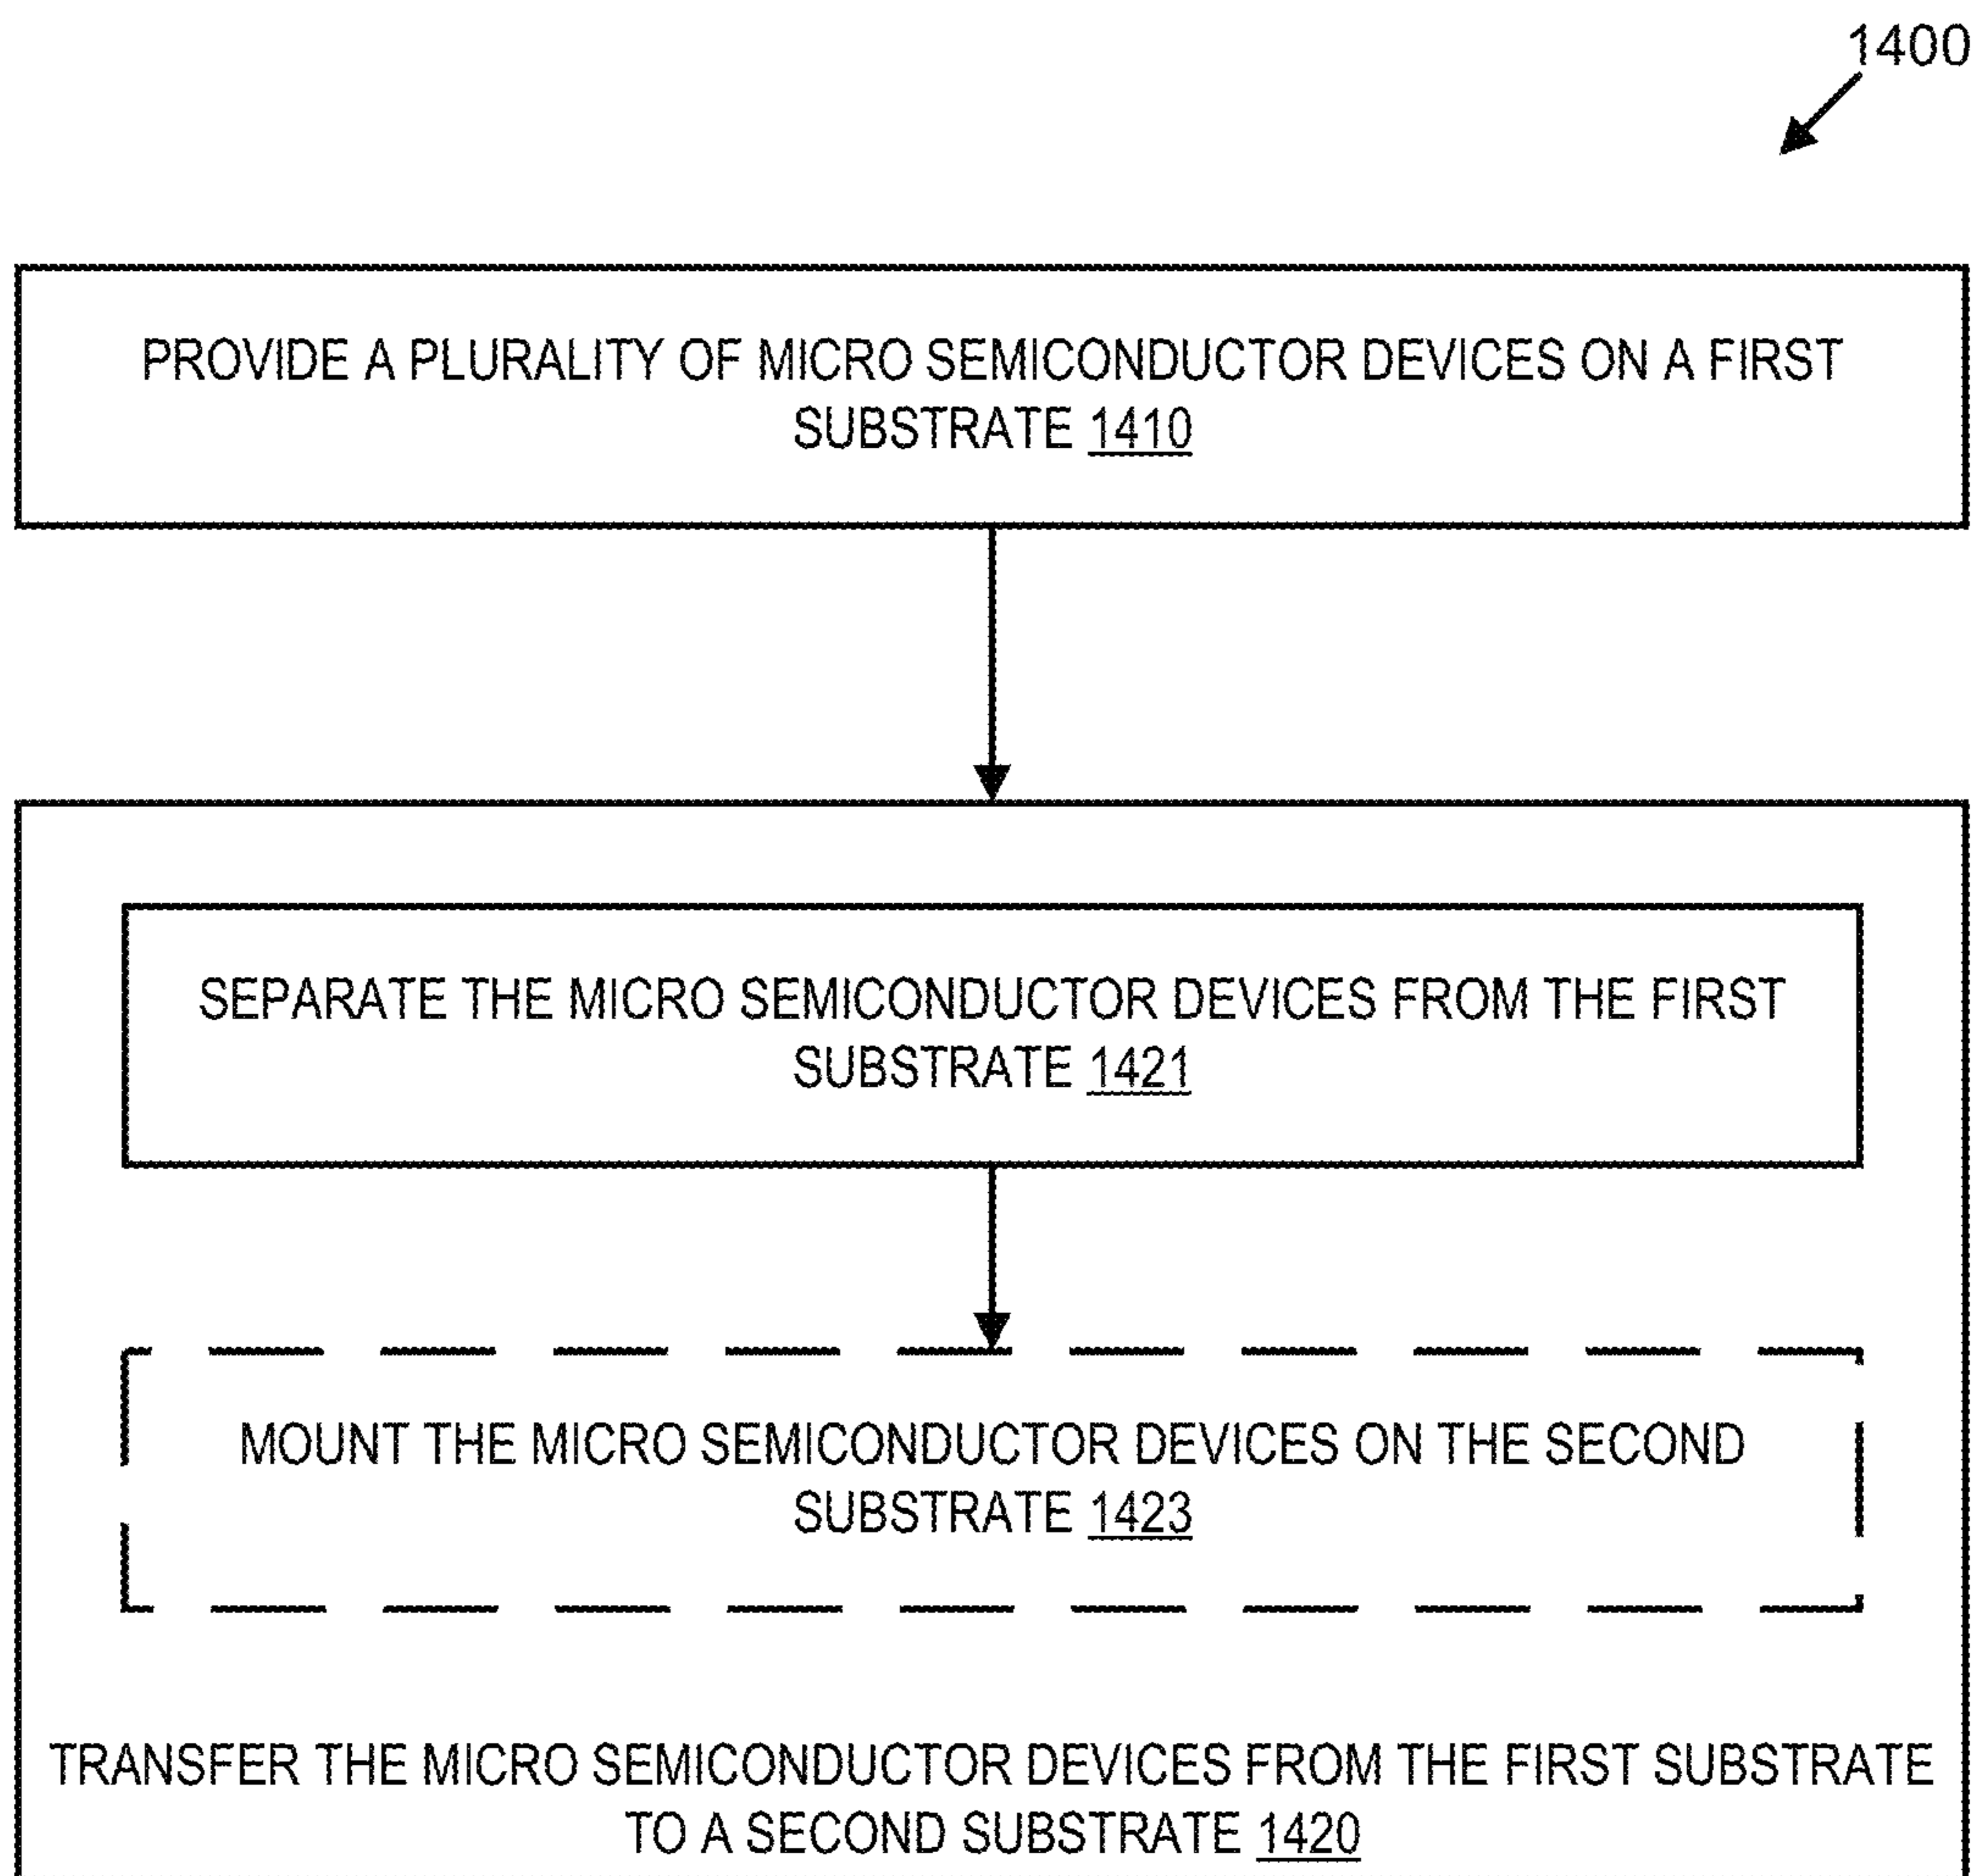 1400
PROVIDE A PLURALITY OF MICRO SEMICONDUCTOR DEVICES ON A FIRST
SUBSTRATE 1410
SEPARATE THE MICRO SEMICONDUCTOR DEVICES FROM THE FIRST
SUBSTRATE 1421
MOUNT THE MICRO SEMICONDUCTOR DEVICES ON THE SECOND
SUBSTRATE 1423
TRANSFER THE MICRO SEMICONDUCTOR DEVICES FROM THE FIRST SUBSTRATE
TO A SECOND SUBSTRATE 1420